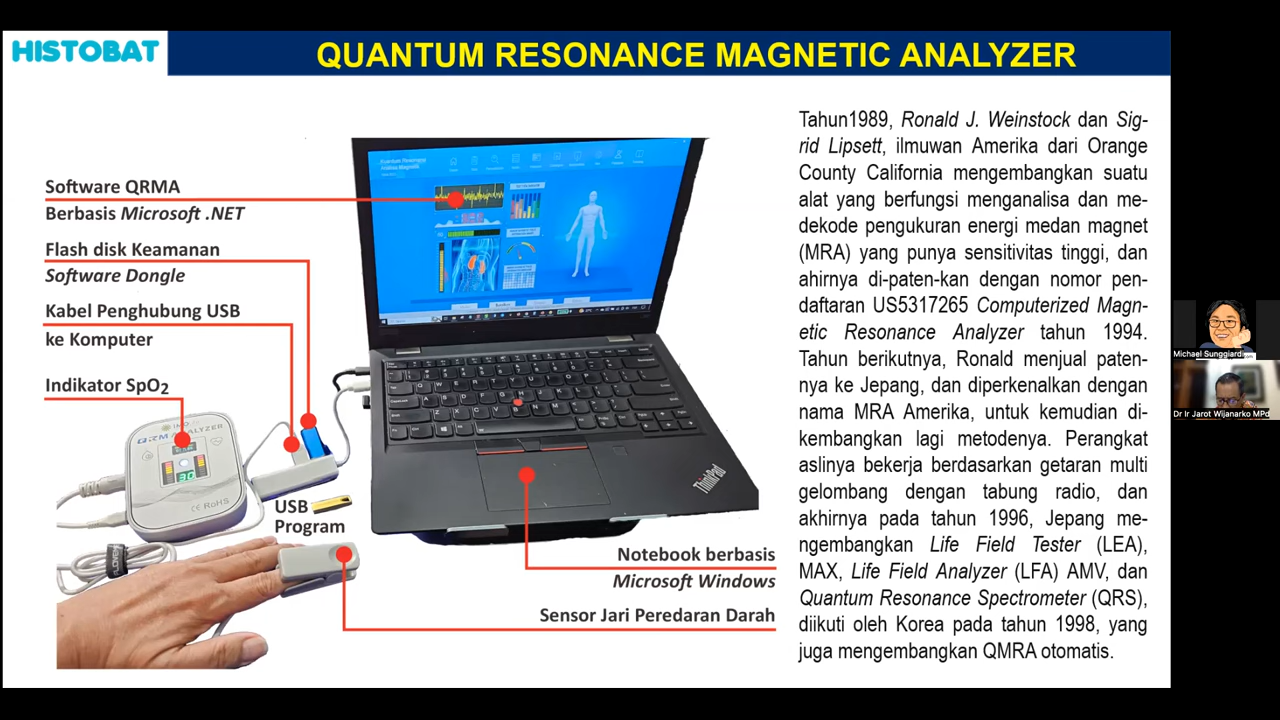 HISTOBAT
QUANTUM RESONANCE MAGNETIC ANALYZER
Software QRMA
Berbasis Microsoft .NET
Flash disk Keamanan
Software Dongle
Kabel Penghubung USB
ke Komputer
Indikator SpO2
QRM ANALYZER
30
CE RoHS
USB
Program
ThinkPad
Notebook berbasis
Microsoft Windows
Sensor Jari Peredaran Darah
Tahun1989, Ronald J. Weinstock dan Sig-
rid Lipsett, ilmuwan Amerika dari Orange
County California mengembangkan suatu
alat yang berfungsi menganalisa dan me-
dekode pengukuran energi medan magnet
(MRA) yang punya sensitivitas tinggi, dan
ahirnya di-paten-kan dengan nomor pen-
daftaran US5317265 Computerized Magn-
etic Resonance Analyzer tahun 1994.
Tahun berikutnya, Ronald menjual paten-
nya ke Jepang, dan diperkenalkan dengan
nama MRA Amerika, untuk kemudian di-
kembangkan lagi metodenya. Perangkat
aslinya bekerja berdasarkan getaran multi
gelombang dengan tabung radio, dan
akhirnya pada tahun 1996, Jepang me-
ngembangkan Life Field Tester (LEA),
MAX, Life Field Analyzer (LFA) AMV, dan
Quantum Resonance Spectrometer (QRS),
diikuti oleh Korea pada tahun 1998, yang
juga mengembangkan QMRA otomatis.
Michael Sunggiardi
Dr Ir Jarot Wijanarko MPd